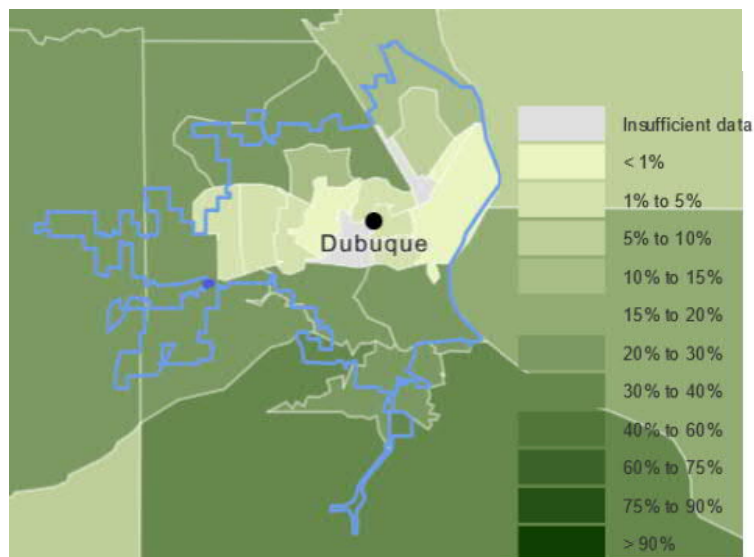 Insufficient data
< 1%
1% to 5%
Dubuque
5% to 10%
10% to 15%
15% to 20%
20% to 30%
30% to 40%
40% to 60%
60% to 75%
75% to 90%
> 90%